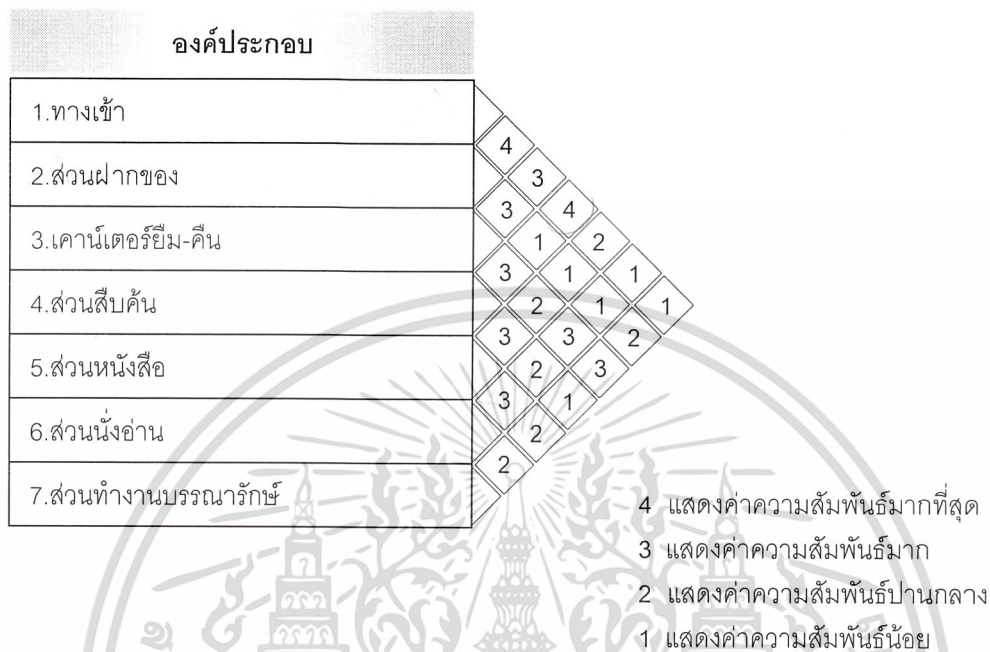 องค์ประกอบ
1.ทางเข้า
4
3
2.ส่วนฝากของ
3
4
1
2
3.เคาน์เตอร์ยืม-คืน
3
1
1
2
1
1
4.ส่วนสืบค้น
3
3
2
2
3
5.ส่วนหนังสือ
3
1
2
6.ส่วนนั่งอ่าน
2
7.ส่วนทำงานบรรณารักษ์
4 แสดงค่าความสัมพันธ์มากที่สุด
3 แสดงค่าความสัมพันธ์มาก
2 แสดงค่าความสัมพันธ์ปานกลาง
1 แสดงค่าความสัมพันธ์น้อย